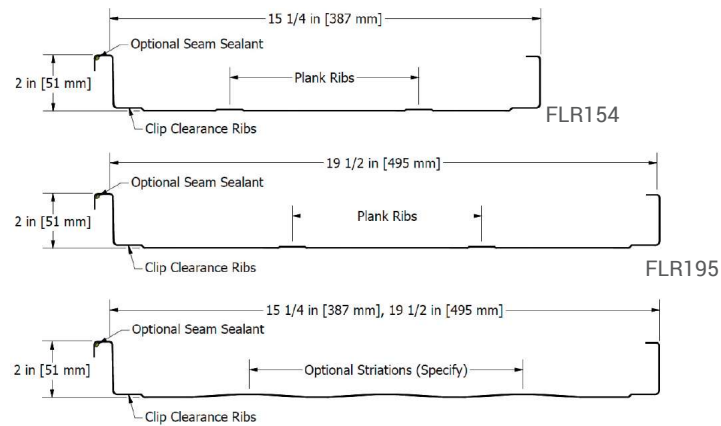 15 1/4 in [387 mm]
Optional Seam Sealant
2 in [51 mm]
Plank Ribs
Clip Clearance Ribs
FLR154
19 1/2 in [495 mm]
Optional Seam Sealant
2 in [51 mm]
Plank Ribs
Clip Clearance Ribs
FLR195
15 1/4 in [387 mm], 19 1/2 in [495 mm]
Optional Seam Sealant
2 in [51 mm]
Optional Striations (Specify)
Clip Clearance Ribs